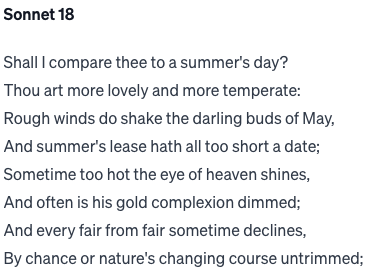 Sonnet 18
Shall I compare thee to a summer's day?
Thou art more lovely and more temperate:
Rough winds do shake the darling buds of May,
And summer's lease hath all too short a date;
Sometime too hot the eye of heaven shines,
And often is his gold complexion dimmed;
And every fair from fair sometime declines,
By chance or nature's changing course untrimmed;